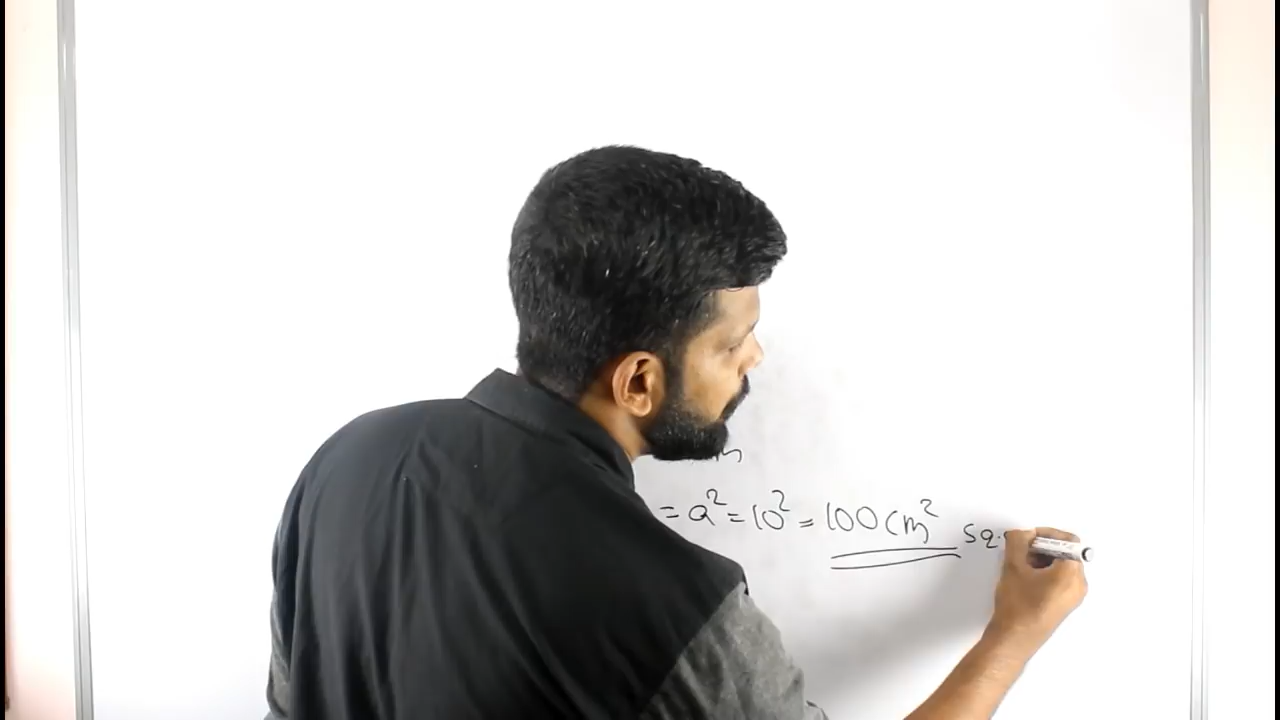 m
= a² = 10² = 100 cm² sq.